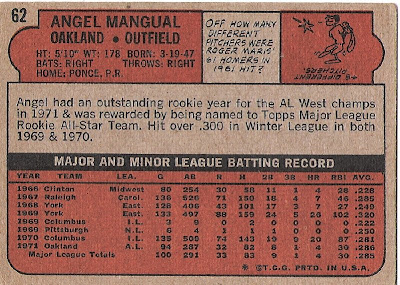 62
ANGEL MANGUAL
OAKLAND • OUTFIELD
HT: 5'10" WT: 178 BORN: 3-19-47
BATS: RIGHT THROWS: RIGHT
HOME: PONCE, P.R.
OFF HOW MANY
DIFFERENT
PITCHERS WERE
ROGER MARIS'
61 HOMERS IN
1961 HIT?
PITCHERS
DIFFERENT
Angel had an outstanding rookie year for the AL West champs
in 1971 & was rewarded by being named to Topps Major League
Rookie All-Star Team. Hit over .300 in Winter League in both
1969 & 1970.
MAJOR AND MINOR LEAGUE BATTING RECORD
YEAR TEAM LEA. G AB R H 2B 3B HR RBI AVG.
1966 Clinton Midwest 80 254 30 58 11 1 4 28 .228
1967 Raleigh Carol. 136 526 71 150 18 4 7 46
1968 York East. 128 406 43 101 17 3 27
1969 York East. 133 497 88 159 24 5 26 102 .320
1969 Columbus I.L. 3 9 0 2 0 0 0 0 .222
1969 Pittsburgh N.L. 6 4 1 1 1 0 0 0 .250
1970 Columbus I.L. 135 500 74 143 19 9 20 87 .281
1971 Oakland A.L. 94 287 32 82 8 1 4 30 .286
Major League Totals 100 291 33 83 9 1 4 30 .285
* ©T.C.G. PRTD. IN U.S.A.